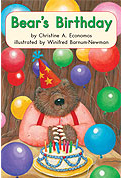 Bear's Birthday
by Christine A. Economos
illustrated by Winifred Barnum-Newman